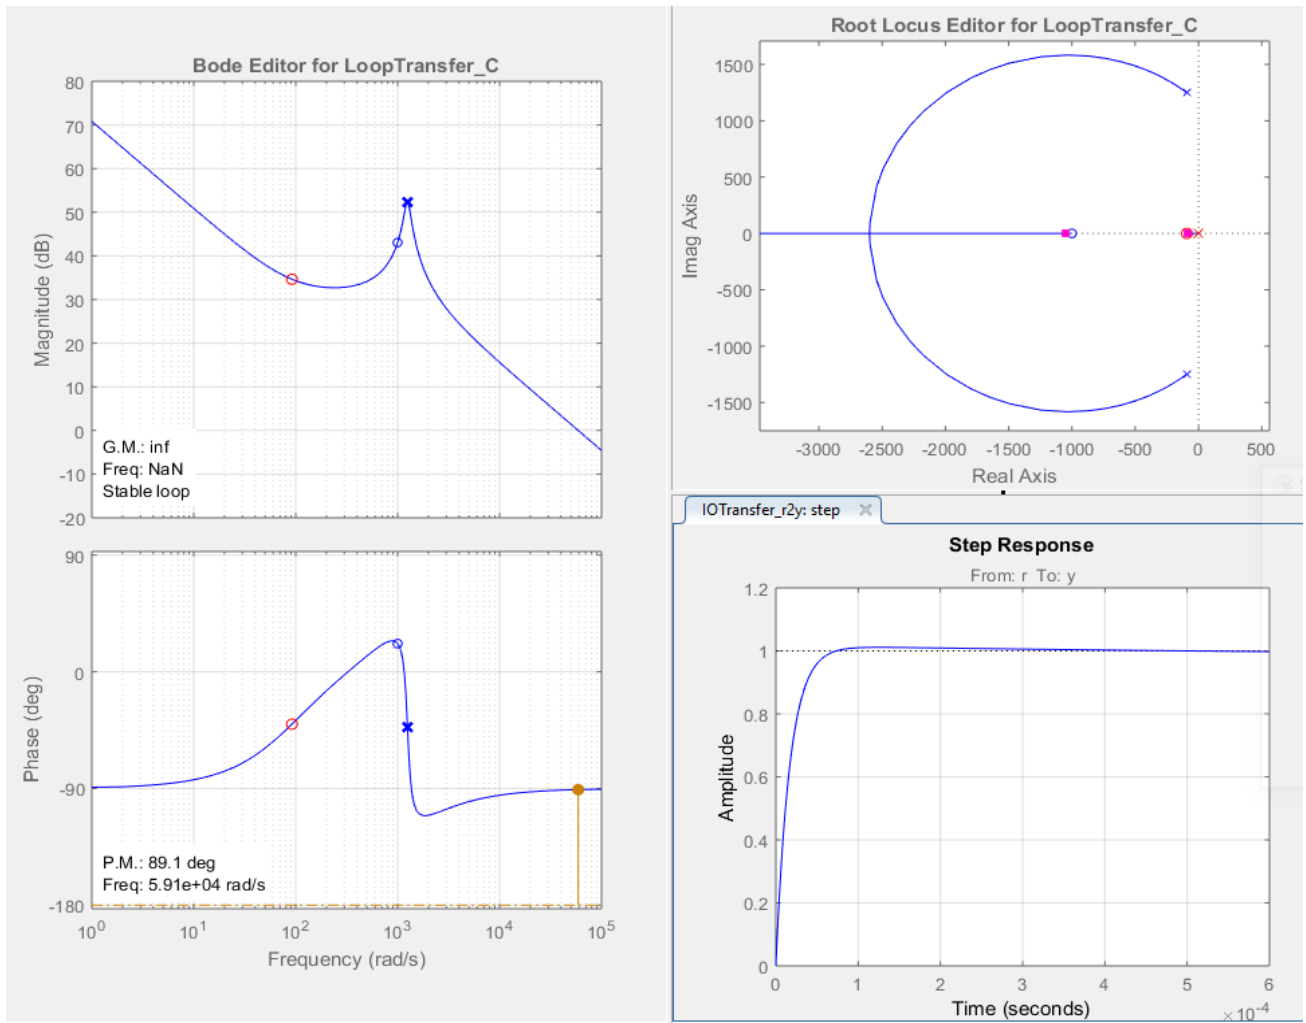 Bode Editor for LoopTransfer_C
80
70
60
50
40
30
20
10
0
-10
-20
Magnitude (dB)
G.M.: inf
Freq: NaN
Stable loop
90
0
-90
-180
Phase (deg)
P.M.: 89.1 deg
Freq: 5.91e+04 rad/s
10^0 10^1 10^2 10^3 10^4 10^5
Frequency (rad/s)
Root Locus Editor for LoopTransfer_C
1500
1000
500
0
-500
-1000
-1500
Imag Axis
-3000 -2500 -2000 -1500 -1000 -500 0 500
Real Axis
IOTransfer_r2y: step
Step Response
From: r To: y
1.2
1
0.8
0.6
0.4
0.2
0
Amplitude
0 1 2 3 4 5 6
Time (seconds)
×10^-4